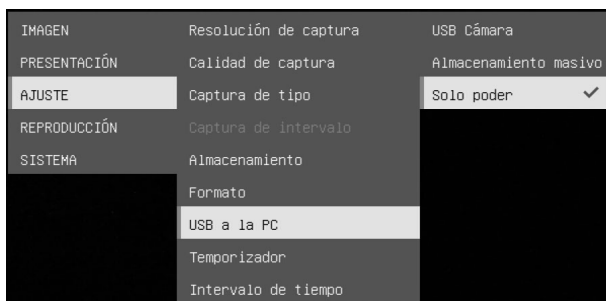 IMAGEN
PRESENTACIÓN
AJUSTE
REPRODUCCIÓN
SISTEMA
Resolución de captura
Calidad de captura
Captura de tipo
Captura de intervalo
Almacenamiento
Formato
USB a la PC
Temporizador
Intervalo de tiempo
USB Cámara
Almacenamiento masivo
Solo poder